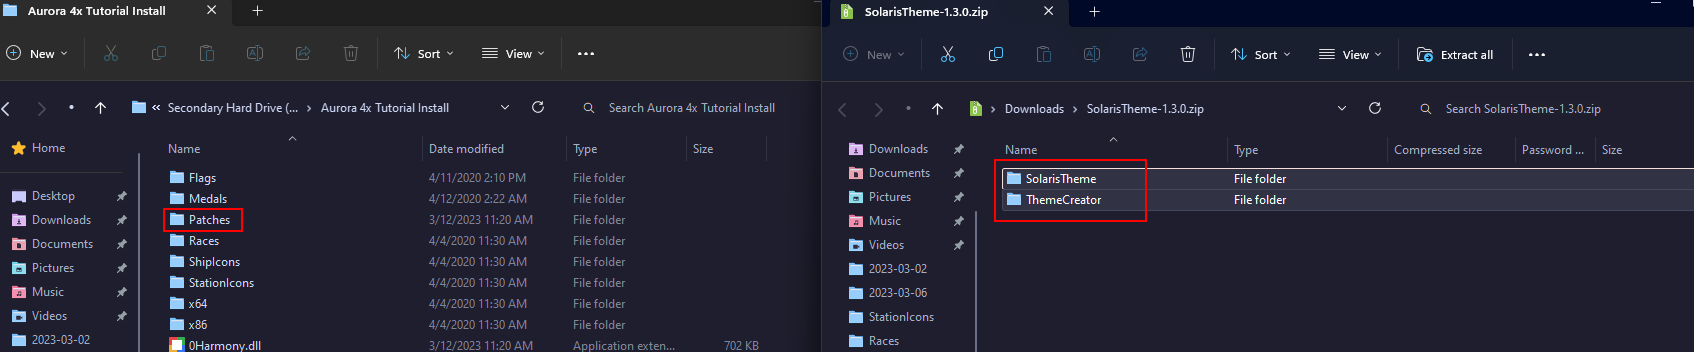 Aurora 4x Tutorial Install
New
Sort
View
« Secondary Hard Drive (... > Aurora 4x Tutorial Install
Search Aurora 4x Tutorial Install
Home
Desktop
Downloads
Documents
Pictures
Music
Videos
2023-03-02
Name Date modified Type Size
Flags 4/11/2020 2:10 PM File folder
Medals 4/12/2020 2:22 AM File folder
Patches 3/12/2023 11:20 AM File folder
Races 4/4/2020 11:30 AM File folder
ShipIcons 4/4/2020 11:30 AM File folder
StationIcons 4/4/2020 11:30 AM File folder
x64 4/4/2020 11:30 AM File folder
x86 4/4/2020 11:30 AM File folder
0Harmony.dll 3/12/2023 11:20 AM Application exten... 702 KB
SolarisTheme-1.3.0.zip
New
Sort
View
Extract all
Downloads > SolarisTheme-1.3.0.zip
Search SolarisTheme-1.3.0.zip
Downloads
Documents
Pictures
Music
Videos
2023-03-02
2023-03-06
StationIcons
Races
Name Type Compressed size Password ... Size
SolarisTheme File folder
ThemeCreator File folder